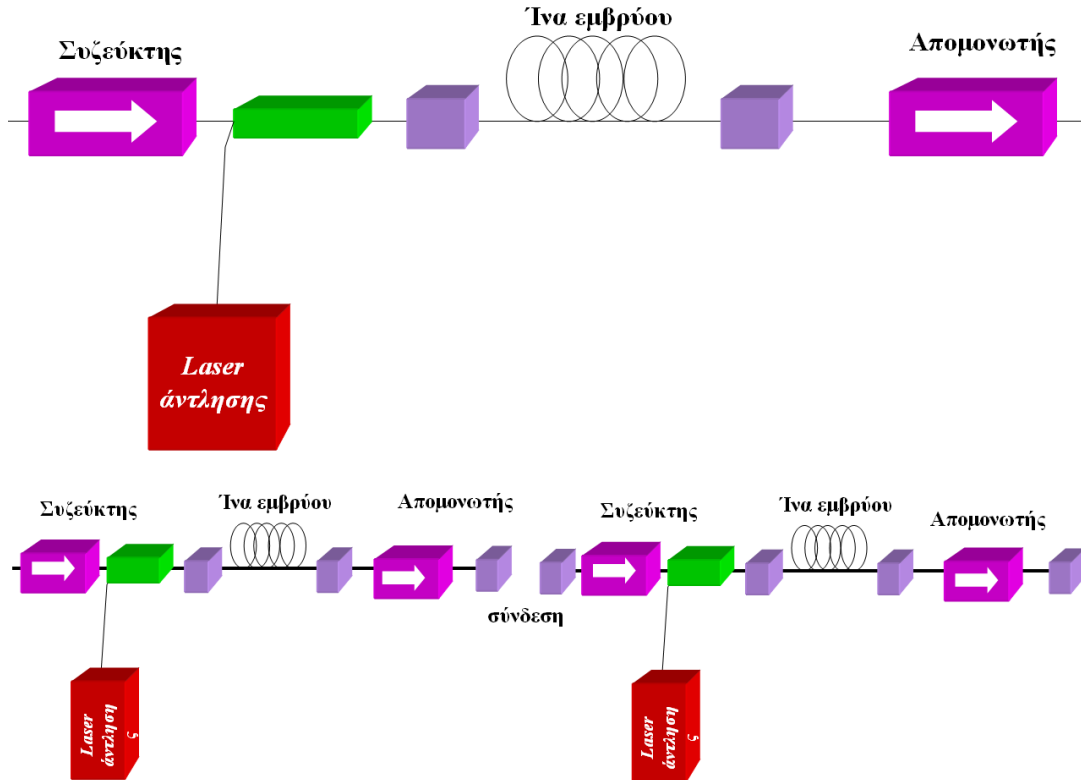 Ίνα εμβρύου
Συζεύκτης
Απομονωτής
Laser
άντλησης
Συζεύκτης
Ίνα εμβρύου
Απομονωτής
Συζεύκτης
Ίνα εμβρύου
Απομονωτής
σύνδεση
Laser
άντληση
ς
Laser
άντληση
ς